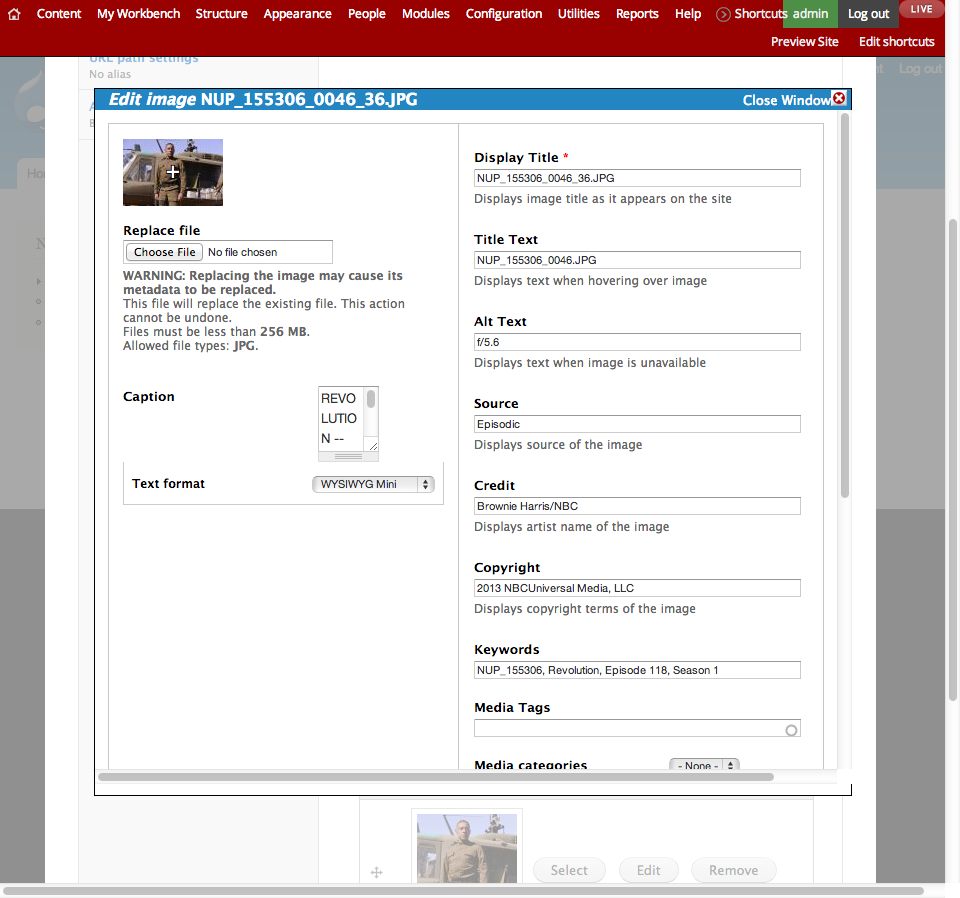 Content My Workbench Structure Appearance People Modules Configuration Utilities Reports Help Shortcuts admin Log out LIVE
Preview Site Edit shortcuts
URL path settings
No alias
Log out
Edit image NUP_155306_0046_36.JPG Close Window
Display Title *
NUP_155306_0046_36.JPG
Displays image title as it appears on the site
Replace file
Choose File No file chosen
WARNING: Replacing the image may cause its
metadata to be replaced.
This file will replace the existing file. This action
cannot be undone.
Files must be less than 256 MB.
Allowed file types: JPG.
Title Text
NUP_155306_0046.JPG
Displays text when hovering over image
Alt Text
f/5.6
Displays text when image is unavailable
Caption
REVO
LUTIO
N --
Text format WYSIWYG Mini
Source
Episodic
Displays source of the image
Credit
Brownie Harris/NBC
Displays artist name of the image
Copyright
2013 NBCUniversal Media, LLC
Displays copyright terms of the image
Keywords
NUP_155306, Revolution, Episode 118, Season 1
Media Tags
Media categories - None -
Select Edit Remove